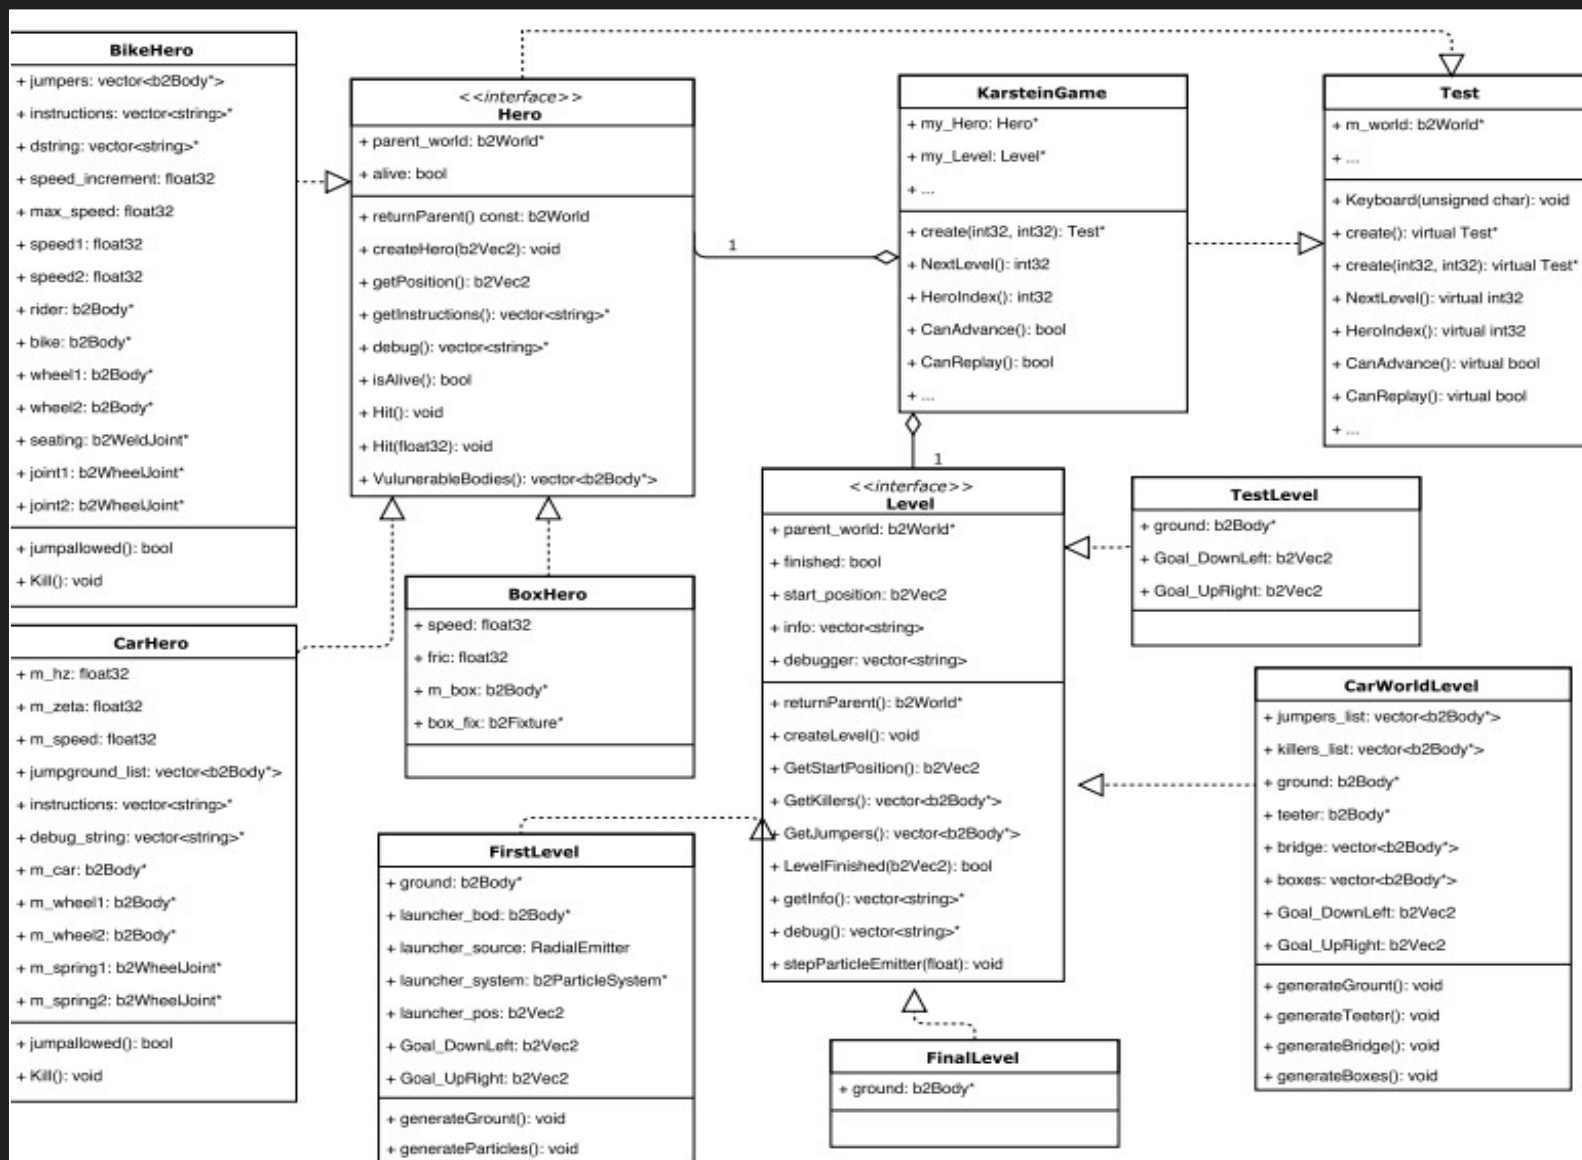 BikeHero
+ jumpers: vector<b2Body*>
+ instructions: vector<string>*
+ dstring: vector<string>*
+ speed_increment: float32
+ max_speed: float32
+ speed1: float32
+ speed2: float32
+ rider: b2Body*
+ bike: b2Body*
+ wheel1: b2Body*
+ wheel2: b2Body*
+ seating: b2WeldJoint*
+ joint1: b2WheelJoint*
+ joint2: b2WheelJoint*
+ jumpallowed(): bool
+ Kill(): void
CarHero
+ m_hz: float32
+ m_zeta: float32
+ m_speed: float32
+ jumpground_list: vector<b2Body*>
+ instructions: vector<string>*
+ debug_string: vector<string>*
+ m_car: b2Body*
+ m_wheel1: b2Body*
+ m_wheel2: b2Body*
+ m_spring1: b2WheelJoint*
+ m_spring2: b2WheelJoint*
+ jumpallowed(): bool
+ Kill(): void
<<interface>>
Hero
+ parent_world: b2World*
+ alive: bool
+ returnParent() const: b2World
+ createHero(b2Vec2): void
+ getPosition(): b2Vec2
+ getInstructions(): vector<string>*
+ debug(): vector<string>*
+ isAlive(): bool
+ Hit(): void
+ Hit(float32): void
+ VulunerableBodies(): vector<b2Body*>
BoxHero
+ speed: float32
+ fric: float32
+ m_box: b2Body*
+ box_fix: b2Fixture*
FirstLevel
+ ground: b2Body*
+ launcher_bod: b2Body*
+ launcher_source: RadialEmitter
+ launcher_system: b2ParticleSystem*
+ launcher_pos: b2Vec2
+ Goal_DownLeft: b2Vec2
+ Goal_UpRight: b2Vec2
+ generateGrount(): void
+ generateParticles(): void
1
KarsteinGame
+ my_Hero: Hero*
+ my_Level: Level*
+ ...
+ create(int32, int32): Test*
+ NextLevel(): int32
+ HeroIndex(): int32
+ CanAdvance(): bool
+ CanReplay(): bool
+ ...
1
<<interface>>
Level
+ parent_world: b2World*
+ finished: bool
+ start_position: b2Vec2
+ info: vector<string>
+ debugger: vector<string>
+ returnParent(): b2World*
+ createLevel(): void
+ GetStartPosition(): b2Vec2
+ GetKillers(): vector<b2Body*>
+ GetJumpers(): vector<b2Body*>
+ LevelFinished(b2Vec2): bool
+ getInfo(): vector<string>*
+ debug(): vector<string>*
+ stepParticleEmitter(float): void
FinalLevel
+ ground: b2Body*
Test
+ m_world: b2World*
+ ...
+ Keyboard(unsigned char): void
+ create(): virtual Test*
+ create(int32, int32): virtual Test*
+ NextLevel(): virtual int32
+ HeroIndex(): virtual int32
+ CanAdvance(): virtual bool
+ CanReplay(): virtual bool
+ ...
TestLevel
+ ground: b2Body*
+ Goal_DownLeft: b2Vec2
+ Goal_UpRight: b2Vec2
CarWorldLevel
+ jumpers_list: vector<b2Body*>
+ killers_list: vector<b2Body*>
+ ground: b2Body*
+ teeter: b2Body*
+ bridge: vector<b2Body*>
+ boxes: vector<b2Body*>
+ Goal_DownLeft: b2Vec2
+ Goal_UpRight: b2Vec2
+ generateGrount(): void
+ generateTeeter(): void
+ generateBridge(): void
+ generateBoxes(): void